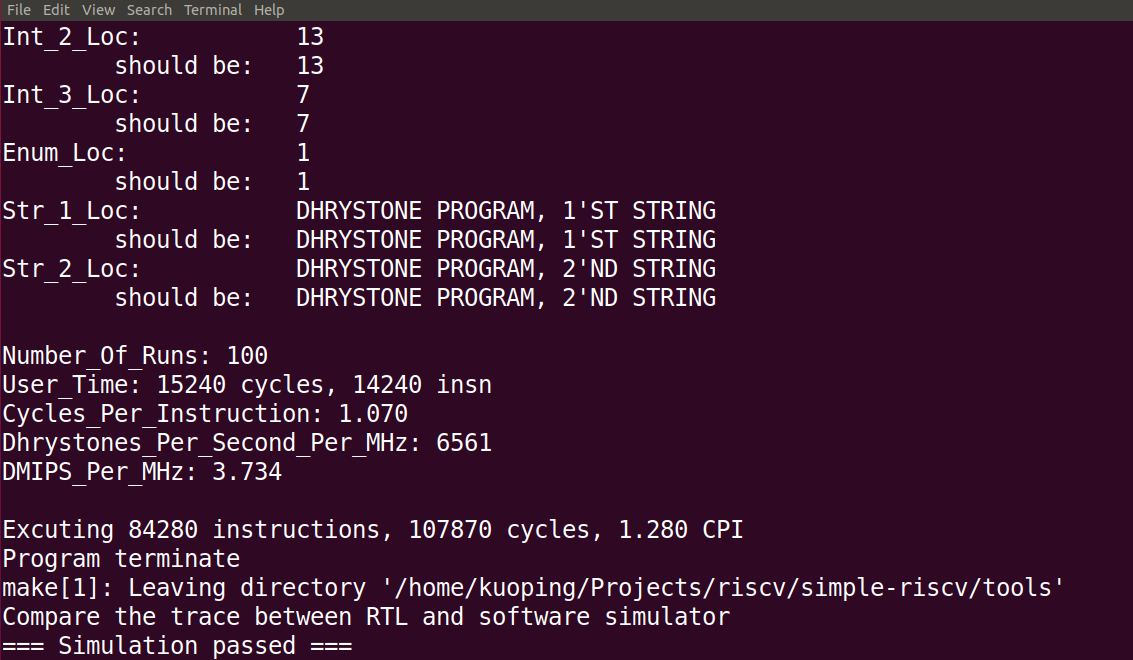 File Edit View Search Terminal Help
Int_2_Loc: 13
should be: 13
Int_3_Loc: 7
should be: 7
Enum_Loc: 1
should be: 1
Str_1_Loc: DHRYSTONE PROGRAM, 1'ST STRING
should be: DHRYSTONE PROGRAM, 1'ST STRING
Str_2_Loc: DHRYSTONE PROGRAM, 2'ND STRING
should be: DHRYSTONE PROGRAM, 2'ND STRING
Number_Of_Runs: 100
User_Time: 15240 cycles, 14240 insn
Cycles_Per_Instruction: 1.070
Dhrystones_Per_Second_Per_MHz: 6561
DMIPS_Per_MHz: 3.734
Excuting 84280 instructions, 107870 cycles, 1.280 CPI
Program terminate
make[1]: Leaving directory '/home/kuoping/Projects/riscv/simple-riscv/tools'
Compare the trace between RTL and software simulator
=== Simulation passed ===